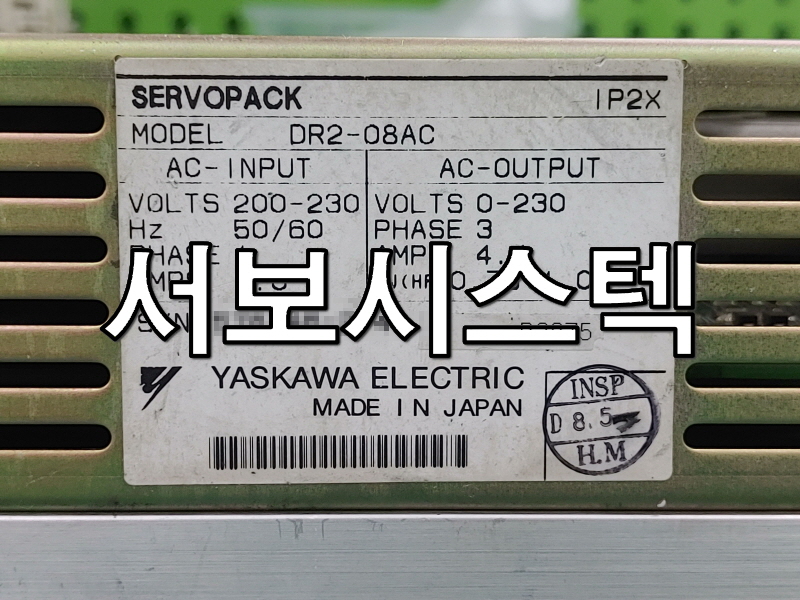 SERVOPACK IP2X
MODEL DR2-08AC
AC-INPUT AC-OUTPUT
VOLTS 200-230 VOLTS 0-230
Hz 50/60 PHASE 3
PHASE
서보시스텍
YASKAWA ELECTRIC
MADE IN JAPAN
INSP
D 8.5
H.M